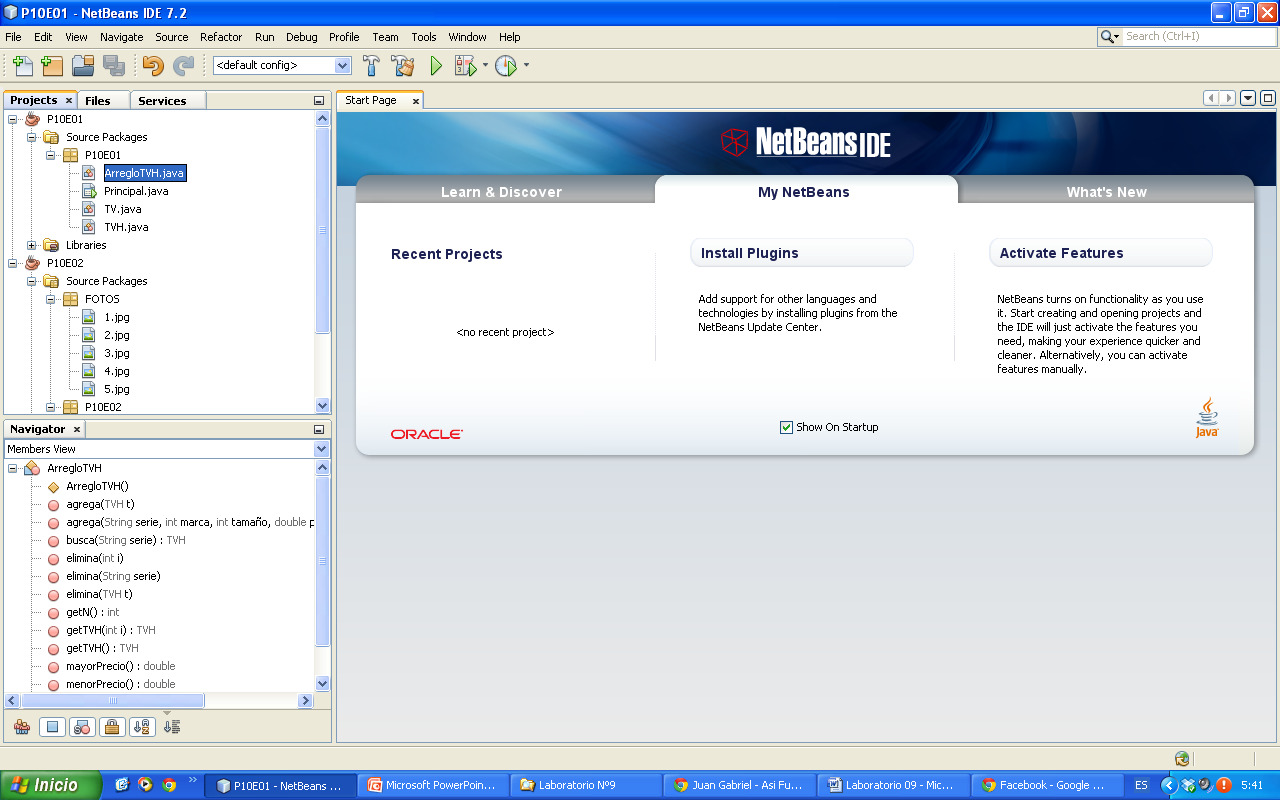 P10E01 - NetBeans IDE 7.2
File Edit View Navigate Source Refactor Run Debug Profile Team Tools Window Help
Search (Ctrl+I)
<default config>
Projects Files Services
P10E01
Source Packages
P10E01
ArregloTVH.java
Principal.java
TV.java
TVH.java
Libraries
P10E02
Source Packages
FOTOS
1.jpg
2.jpg
3.jpg
4.jpg
5.jpg
P10E02
Navigator
Members View
ArregloTVH
ArregloTVH()
agrega(TVH t)
agrega(String serie, int marca, int tamaño, double p
busca(String serie) : TVH
elimina(int i)
elimina(String serie)
elimina(TVH t)
getN() : int
getTVH(int i) : TVH
getTVH() : TVH
mayorPrecio() : double
menorPrecio() : double
Start Page
NetBeans IDE
Learn & Discover My NetBeans What's New
Recent Projects
<no recent project>
Install Plugins
Add support for other languages and
technologies by installing plugins from the
NetBeans Update Center.
Activate Features
NetBeans turns on functionality as you use
it. Start creating and opening projects and
the IDE will just activate the features you
need, making your experience quicker and
cleaner. Alternatively, you can activate
features manually.
ORACLE
Show On Startup
Java
Inicio
P10E01 - NetBeans ...
Microsoft PowerPoin...
Laboratorio Nº9
Juan Gabriel - Asi Fu...
Laboratorio 09 - Mic...
Facebook - Google ...
ES
5:41